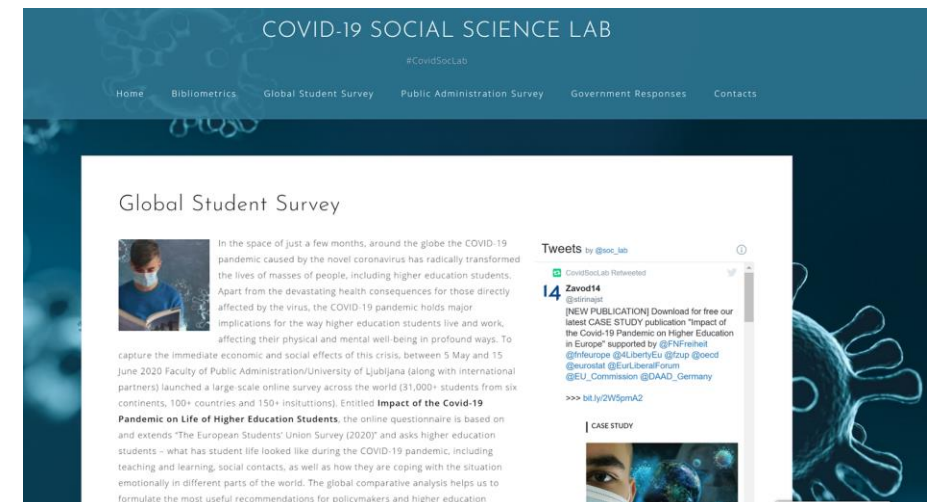 COVID-19 SOCIAL SCIENCE LAB
#CovidSocLab
Home Bibliometrics Global Student Survey Public Administration Survey Government Responses Contacts
Global Student Survey
In the space of just a few months, around the globe the COVID-19
pandemic caused by the novel coronavirus has radically transformed
the lives of masses of people, including higher education students.
Apart from the devastating health consequences for those directly
affected by the virus, the COVID-19 pandemic holds major
implications for the way higher education students live and work,
affecting their physical and mental well-being in profound ways. To
capture the immediate economic and social effects of this crisis, between 5 May and 15
June 2020 Faculty of Public Administration/University of Ljubljana (along with international
partners) launched a large-scale online survey across the world (31,000+ students from six
continents, 100+ countries and 150+ insituttions). Entitled Impact of the Covid-19
Pandemic on Life of Higher Education Students, the online questionnaire is based on
and extends "The European Students' Union Survey (2020)" and asks higher education
students – what has student life looked like during the COVID-19 pandemic, including
teaching and learning, social contacts, as well as how they are coping with the situation
emotionally in different parts of the world. The global comparative analysis helps us to
formulate the most useful recommendations for policymakers and higher education
Tweets by @soc_lab
CovidSocLab Retweeted
14 Zavod14
@stirinajst
[NEW PUBLICATION] Download for free our
latest CASE STUDY publication "Impact of
the Covid-19 Pandemic on Higher Education
in Europe" supported by @FNFreiheit
@fnfeurope @4LibertyEu @fzup @oecd
@eurostat @EurLiberalForum
@EU_Commission @DAAD_Germany
>>> bit.ly/2W5pmA2
CASE STUDY